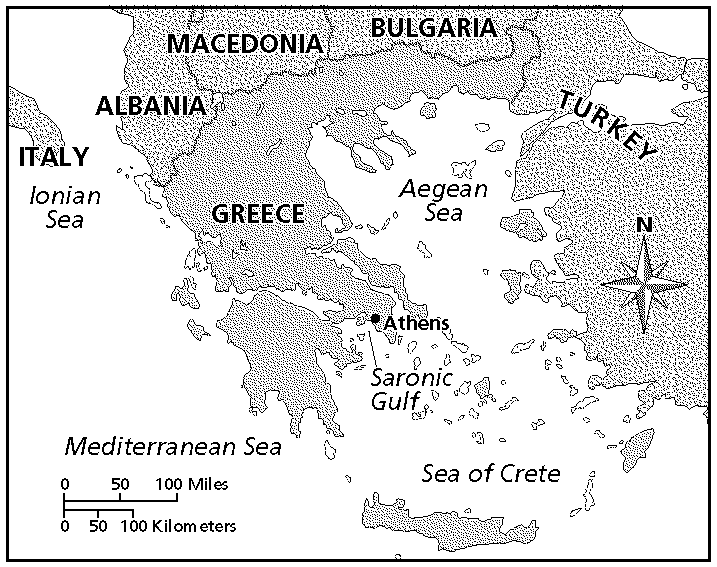 BULGARIA
MACEDONIA
ALBANIA
TURKEY
ITALY
Ionian
Sea
Aegean
Sea
GREECE
N
Athens
Saronic
Gulf
Mediterranean Sea
Sea of Crete
0 50 100 Miles
0 50 100 Kilometers